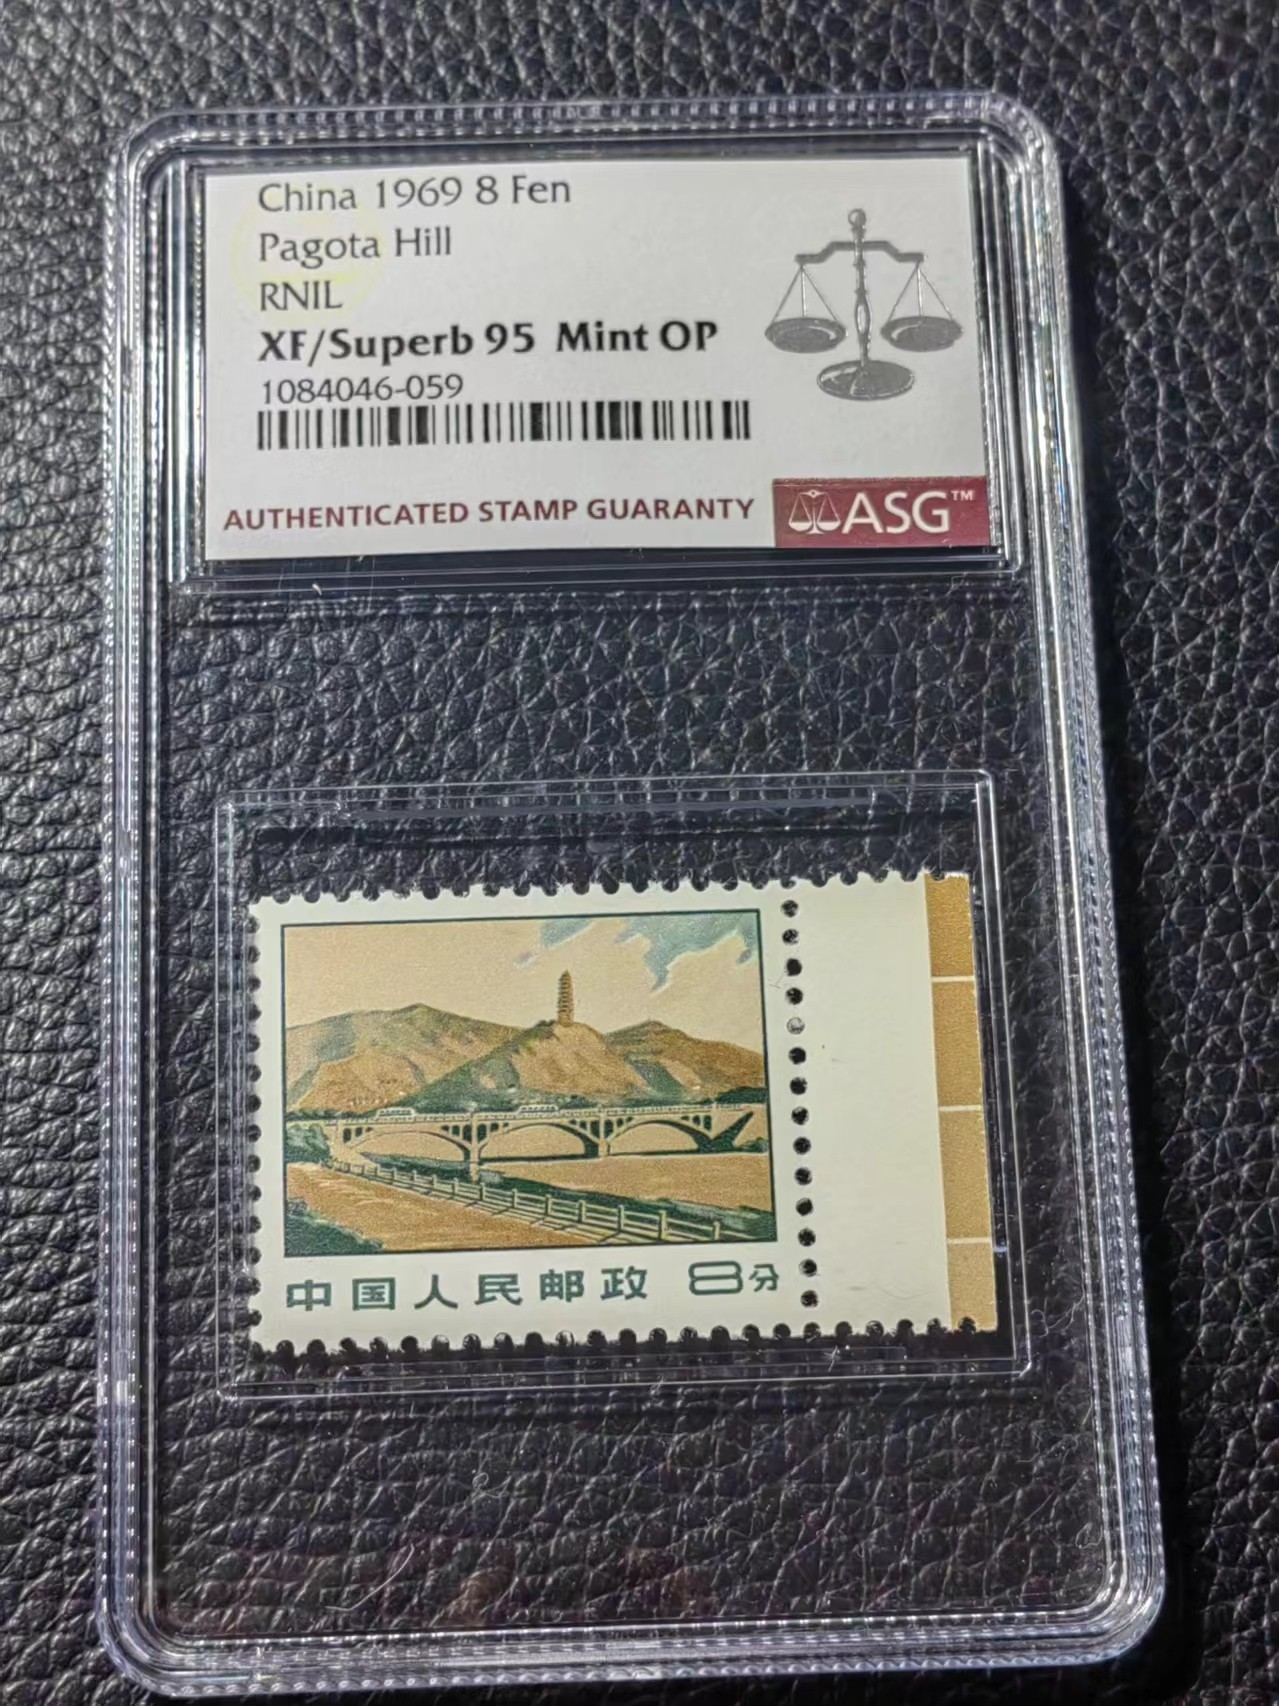 China 1969 8 Fen
Pagota Hill
RNIL
XF/Superb 95 Mint OP
1084046-059
AUTHENTICATED STAMP GUARANTY
ASG™
中国人民邮政 8分